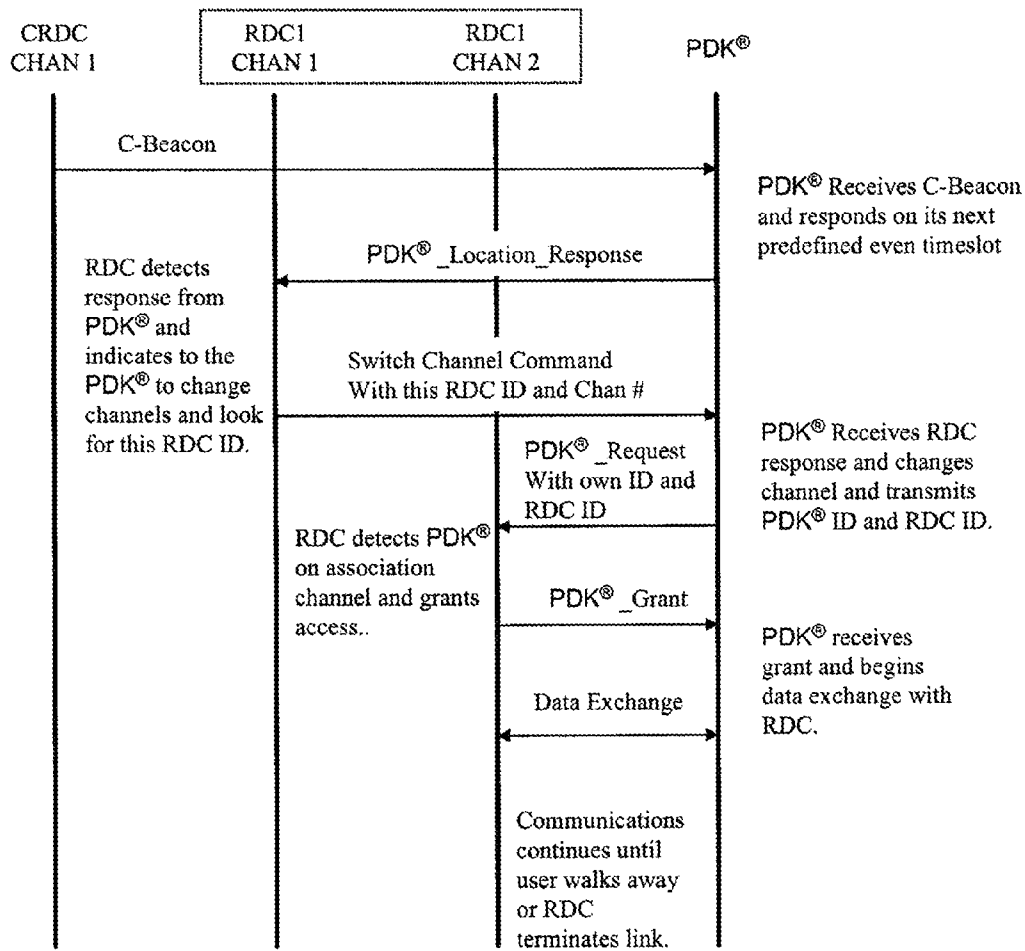 CRDC
CHAN 1
RDC1
CHAN 1
RDC1
CHAN 2
PDK®
C-Beacon
PDK® Receives C-Beacon
and responds on its next
predefined even timeslot
PDK® _Location_Response
RDC detects
response from
PDK® and
indicates to the
PDK® to change
channels and look
for this RDC ID.
Switch Channel Command
With this RDC ID and Chan #
PDK® Receives RDC
response and changes
channel and transmits
PDK® ID and RDC ID.
PDK® _Request
With own ID and
RDC ID
RDC detects PDK®
on association
channel and grants
access..
PDK® _Grant
PDK® receives
grant and begins
data exchange with
RDC.
Data Exchange
Communications
continues until
user walks away
or RDC
terminates link.